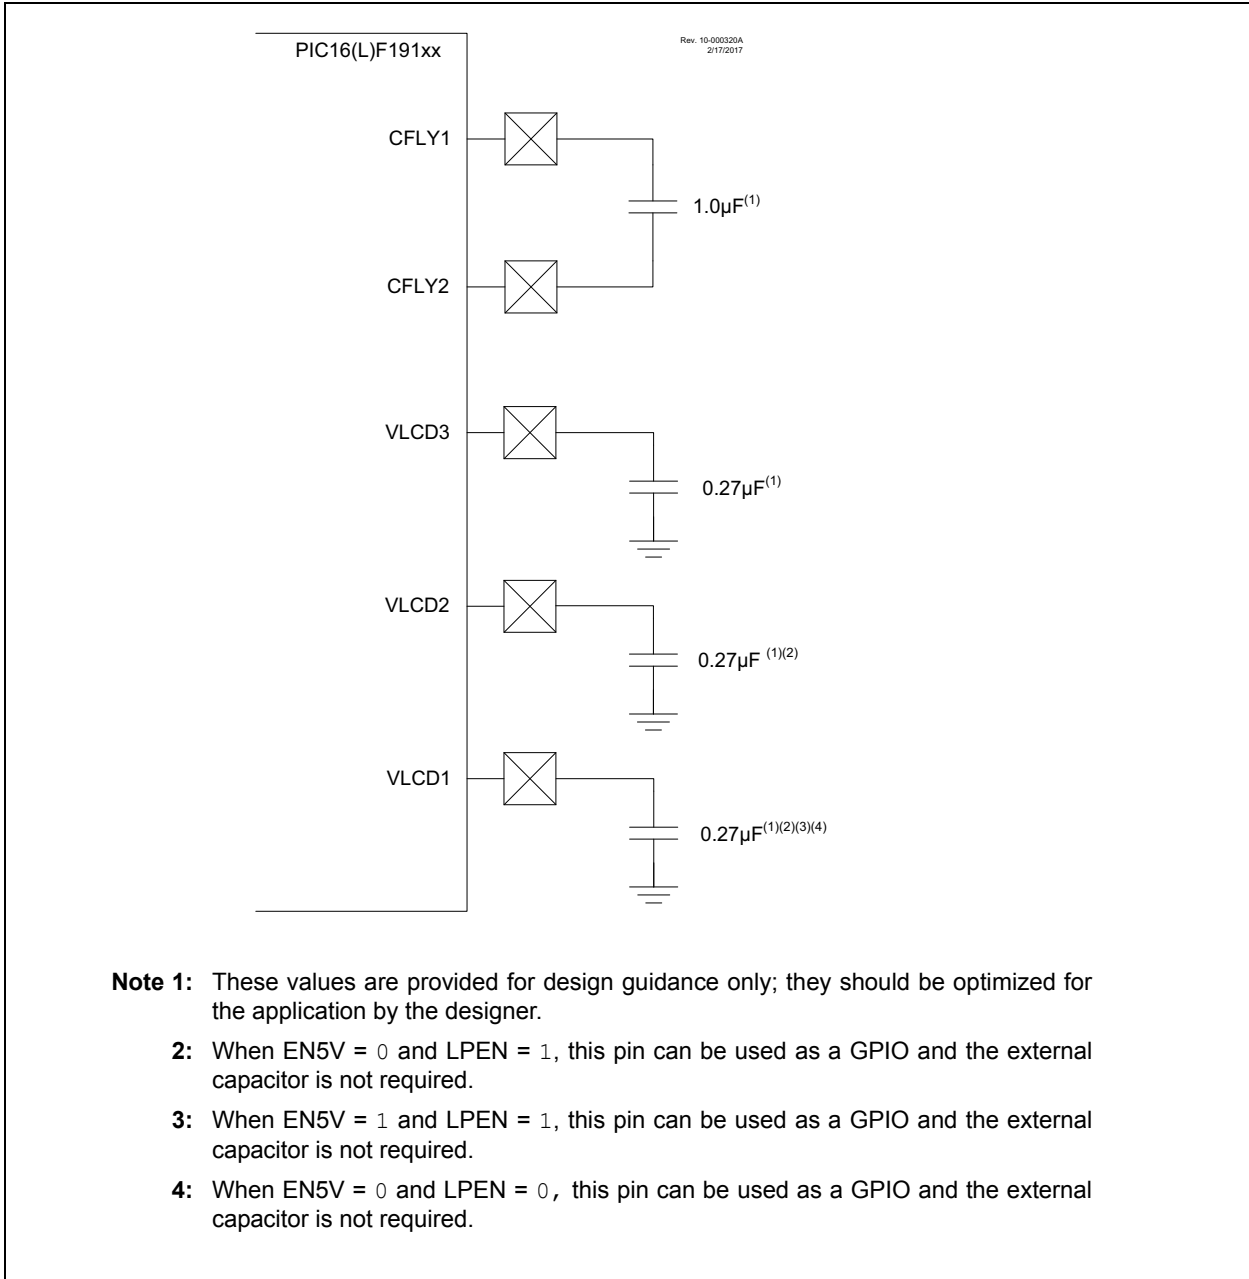 PIC16(L)F191xx
Rev. 10-000320A
2/17/2017
CFLY1
1.0µF(1)
CFLY2
VLCD3
0.27µF(1)
VLCD2
0.27µF (1)(2)
VLCD1
0.27µF(1)(2)(3)(4)
Note 1: These values are provided for design guidance only; they should be optimized for
the application by the designer.
2: When EN5V = 0 and LPEN = 1, this pin can be used as a GPIO and the external
capacitor is not required.
3: When EN5V = 1 and LPEN = 1, this pin can be used as a GPIO and the external
capacitor is not required.
4: When EN5V = 0 and LPEN = 0, this pin can be used as a GPIO and the external
capacitor is not required.